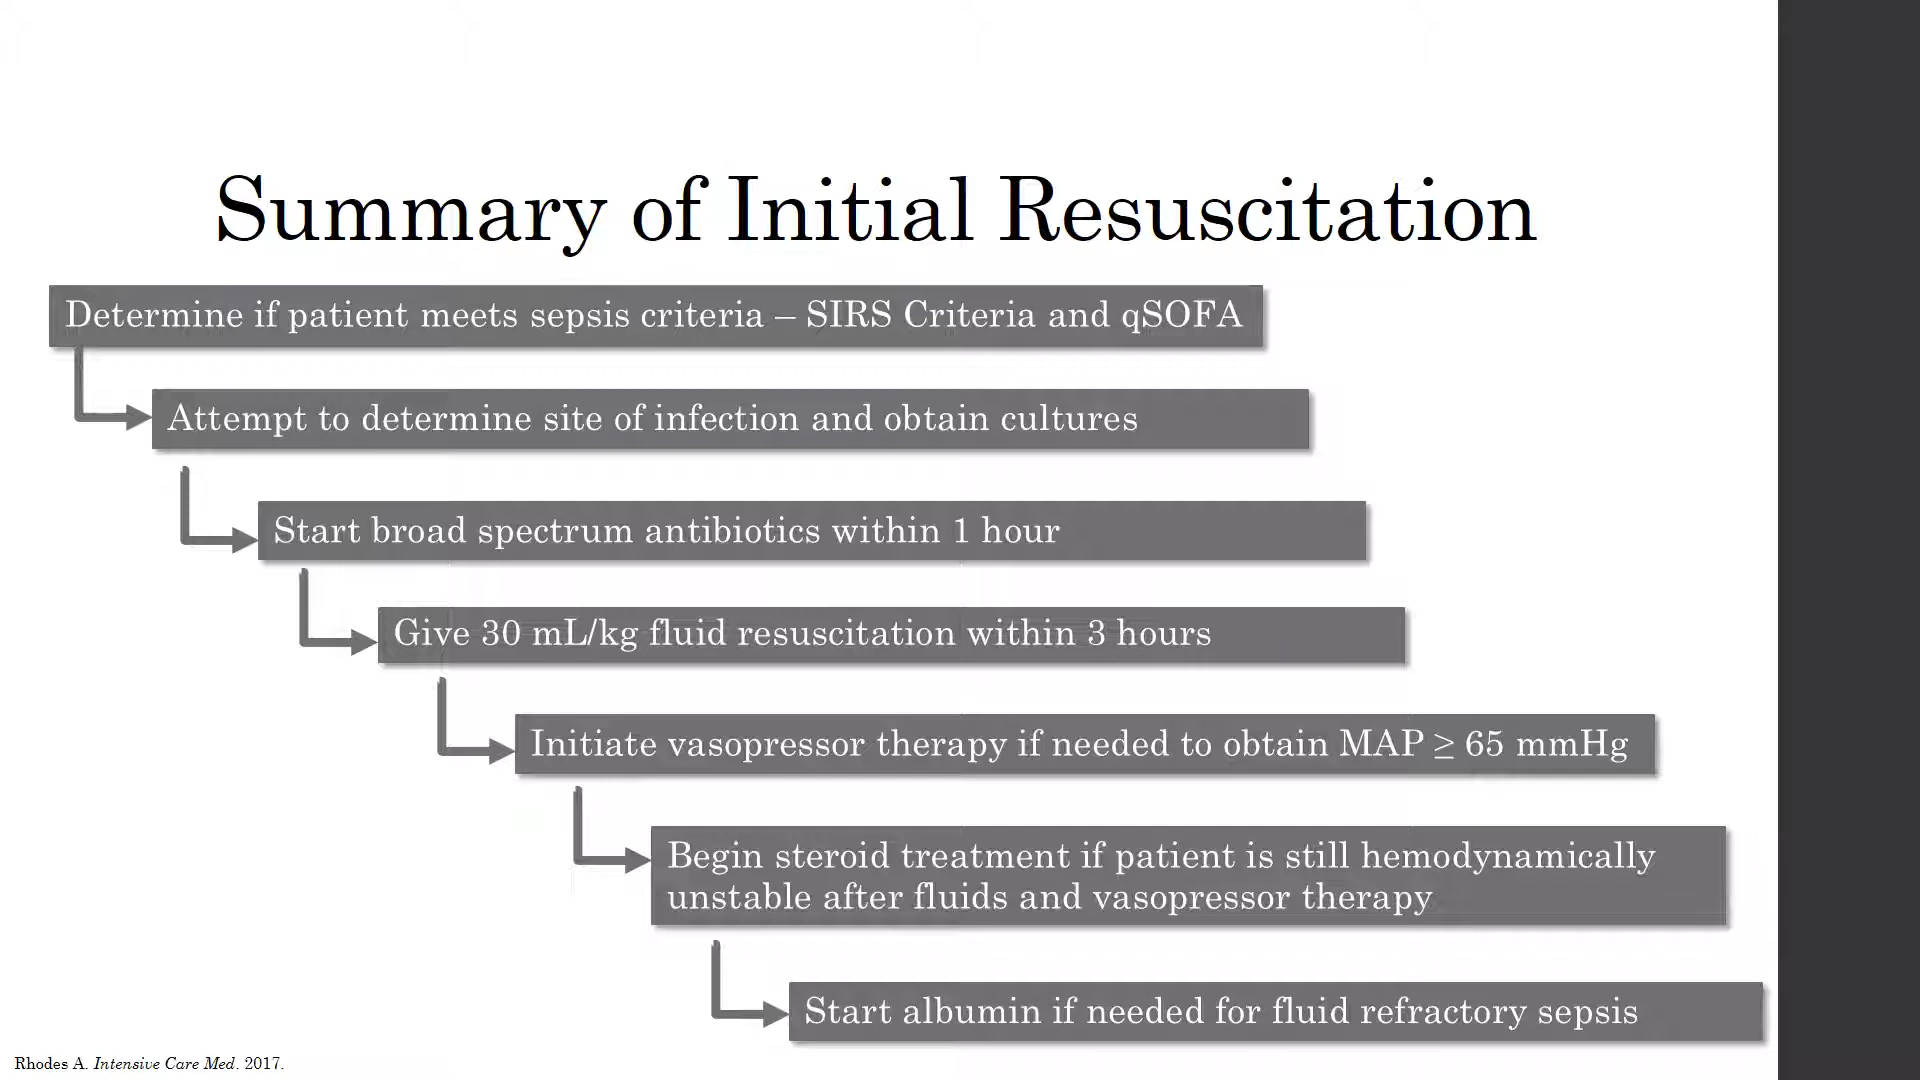 Summary of Initial Resuscitation
Determine if patient meets sepsis criteria – SIRS Criteria and qSOFA
Attempt to determine site of infection and obtain cultures
Start broad spectrum antibiotics within 1 hour
Give 30 mL/kg fluid resuscitation within 3 hours
Initiate vasopressor therapy if needed to obtain MAP ≥ 65 mmHg
Begin steroid treatment if patient is still hemodynamically
unstable after fluids and vasopressor therapy
Start albumin if needed for fluid refractory sepsis
Rhodes A. Intensive Care Med. 2017.